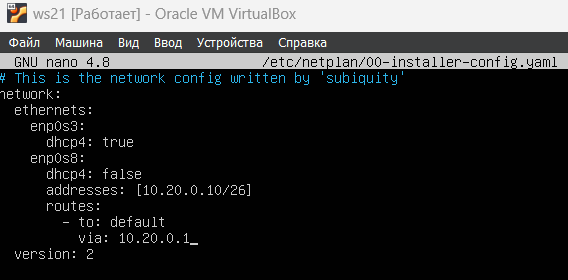 ws21 [Работает] - Oracle VM VirtualBox
Файл Машина Вид Ввод Устройства Справка
GNU nano 4.8 /etc/netplan/00-installer-config.yaml
# This is the network config written by 'subiquity'
network:
  ethernets:
    enp0s3:
      dhcp4: true
    enp0s8:
      dhcp4: false
      addresses: [10.20.0.10/26]
      routes:
        - to: default
          via: 10.20.0.1
  version: 2